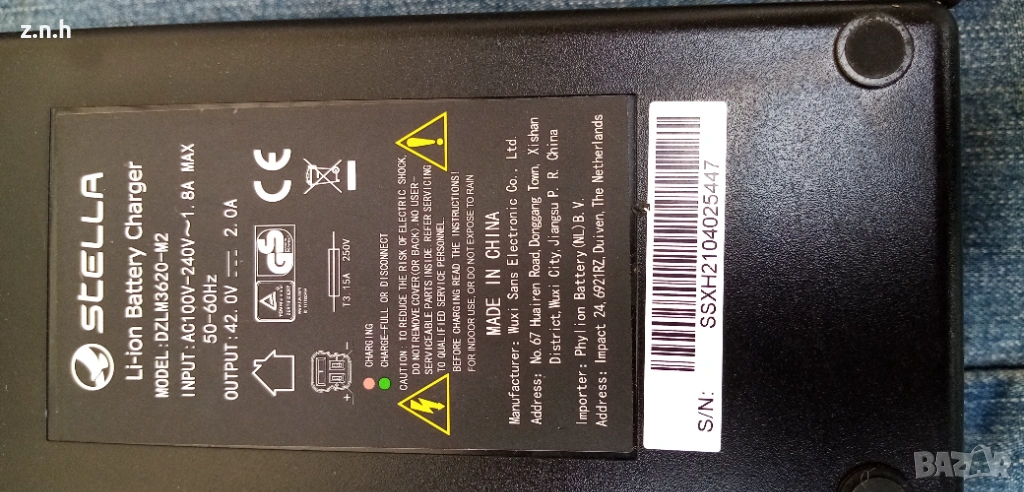 z.n.h
STELLA
Li-ion Battery Charger
MODEL:DZLM3620-M2
INPUT:AC100V-240V~1.8A MAX
50-60Hz
OUTPUT:42.0V 2.0A
GS
CE
T3.15A 250V
CHARGING
CHARGE-FULL OR DISCONNECT
CAUTION: TO REDUCE THE RISK OF ELECTRIC SHOCK,
DO NOT REMOVE COVER(OR BACK). NO USER-
SERVICEABLE PARTS INSIDE. REFER SERVICING
TO QUALIFIED SERVICE PERSONNEL.
BEFORE CHARGING READ THE INSTRUCTIONS!
FOR INDOOR USE, OR DO NOT EXPOSE TO RAIN
MADE IN CHINA
Manufacturer: Wuxi Sans Electronic Co., Ltd.
Address: No.67 Huairen Road,Donggang Town, Xishan
District,Wuxi City,Jiangsu P. R. China
Importer: Phylion Battery(NL)B.V.
Address: Impact 24,6921RZ,Duiven,The Netherlands
S/N: SSXH2104025447
BAZAR